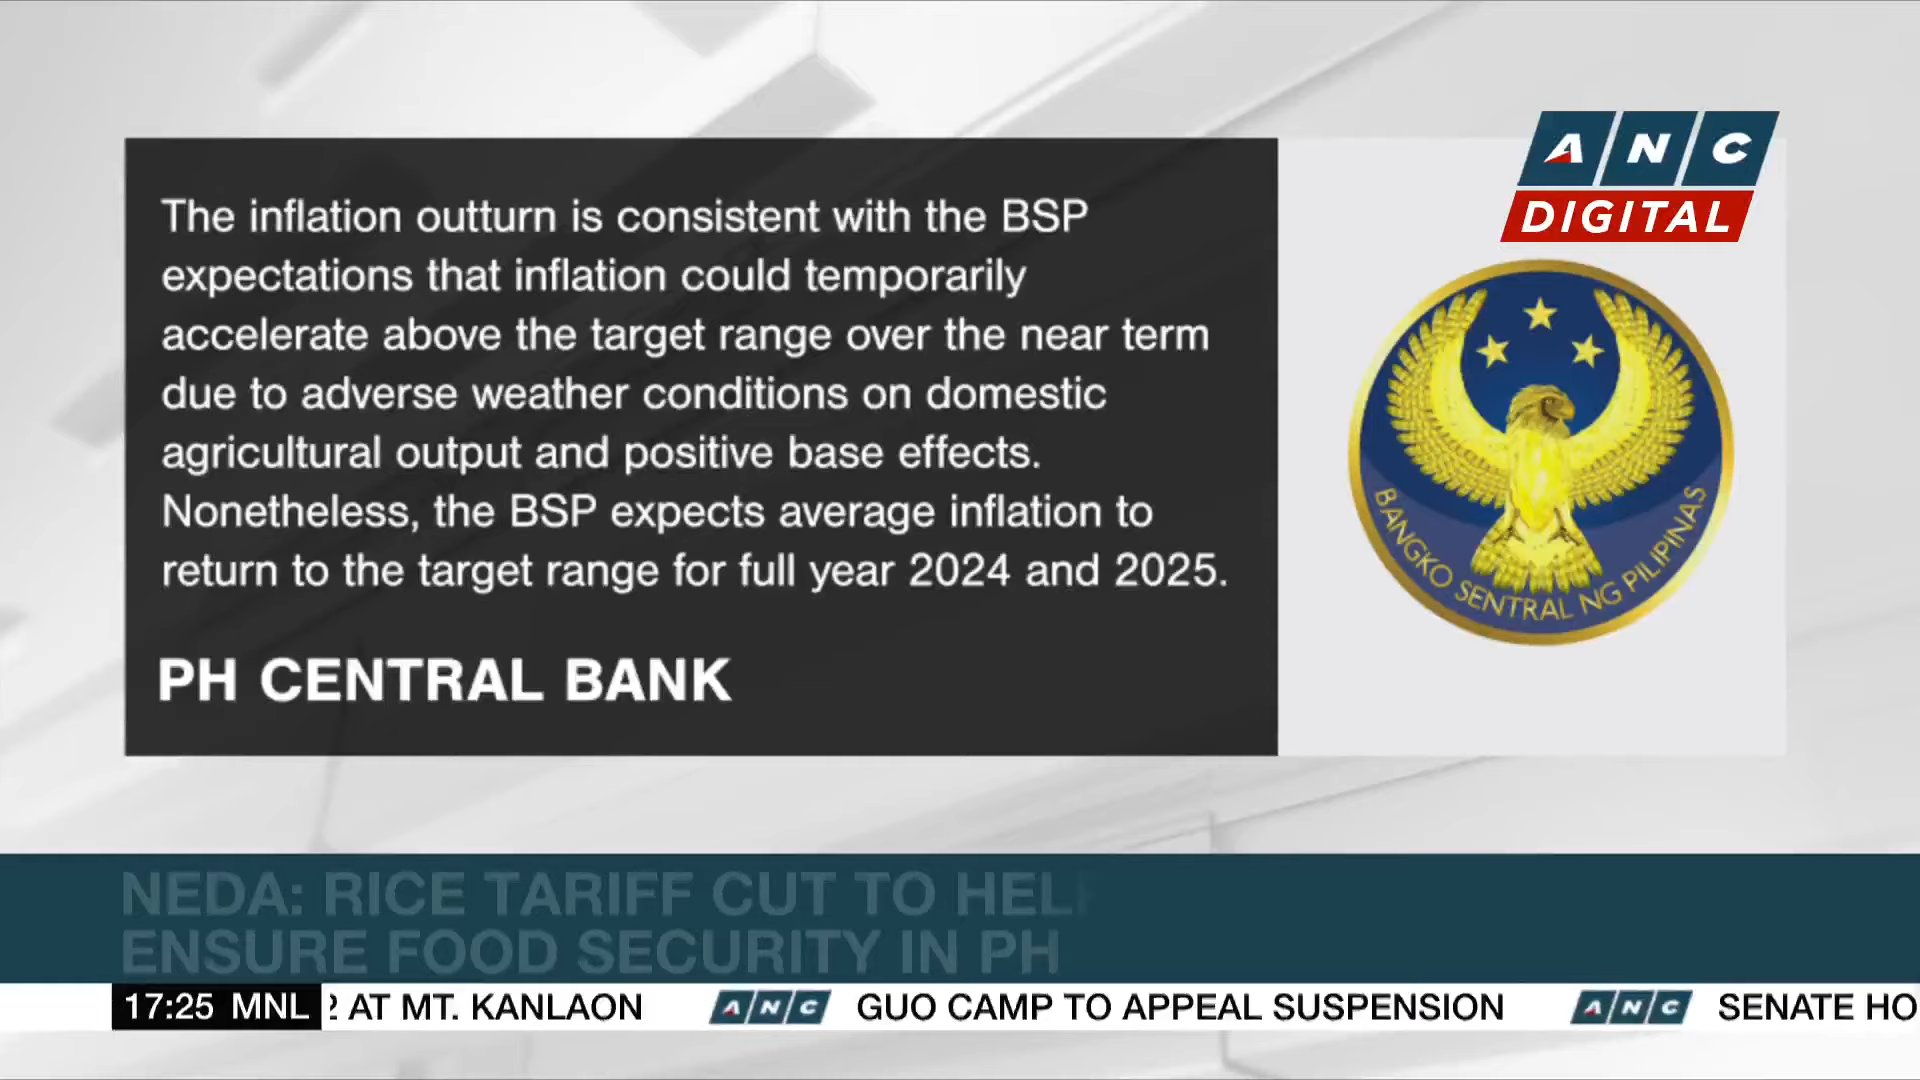 The inflation outturn is consistent with the BSP
expectations that inflation could temporarily
accelerate above the target range over the near term
due to adverse weather conditions on domestic
agricultural output and positive base effects.
Nonetheless, the BSP expects average inflation to
return to the target range for full year 2024 and 2025.
PH CENTRAL BANK
ANC
DIGITAL
BANGKO SENTRAL NG PILIPINAS
NEDA: RICE TARIFF CUT TO HELP
ENSURE FOOD SECURITY IN PH
17:25 MNL AT MT. KANLAON ANC GUO CAMP TO APPEAL SUSPENSION ANC SENATE HO